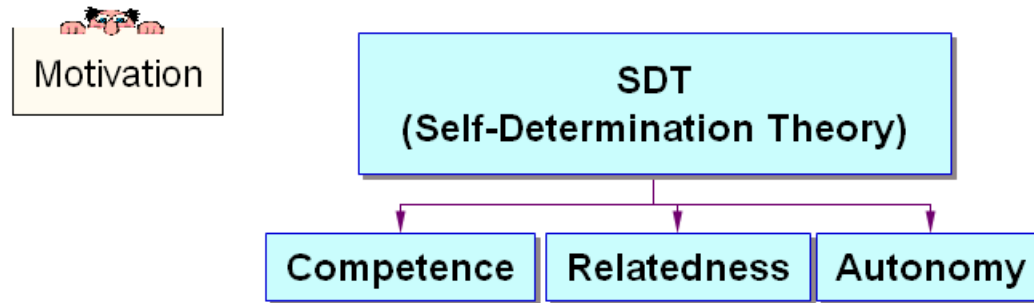 Motivation
SDT
(Self-Determination Theory)
Competence
Relatedness
Autonomy